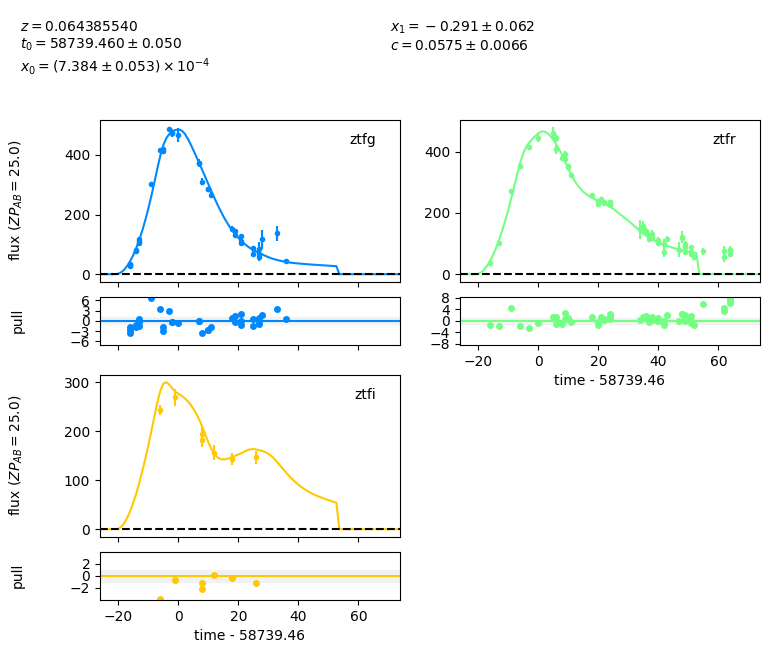 z = 0.064385540
t₀ = 58739.460 ± 0.050
x₀ = (7.384 ± 0.053) × 10⁻⁴
x₁ = −0.291 ± 0.062
c = 0.0575 ± 0.0066
ztfg
flux (ZP_AB = 25.0)
400
200
0
pull
6
3
0
−3
−6
ztfr
400
200
0
8
4
0
−4
−8
−20 0 20 40 60
time - 58739.46
ztfi
flux (ZP_AB = 25.0)
300
200
100
0
pull
2
0
−2
−20 0 20 40 60
time - 58739.46